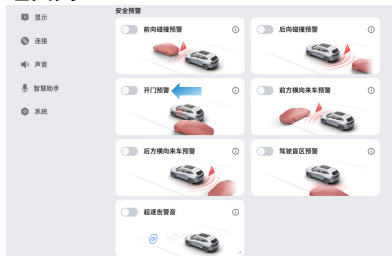 显示
连接
声音
智慧助手
系统
安全预警
前向碰撞预警
后向碰撞预警
开门预警
前方横向来车预警
后方横向来车预警
驾驶盲区预警
超速告警音